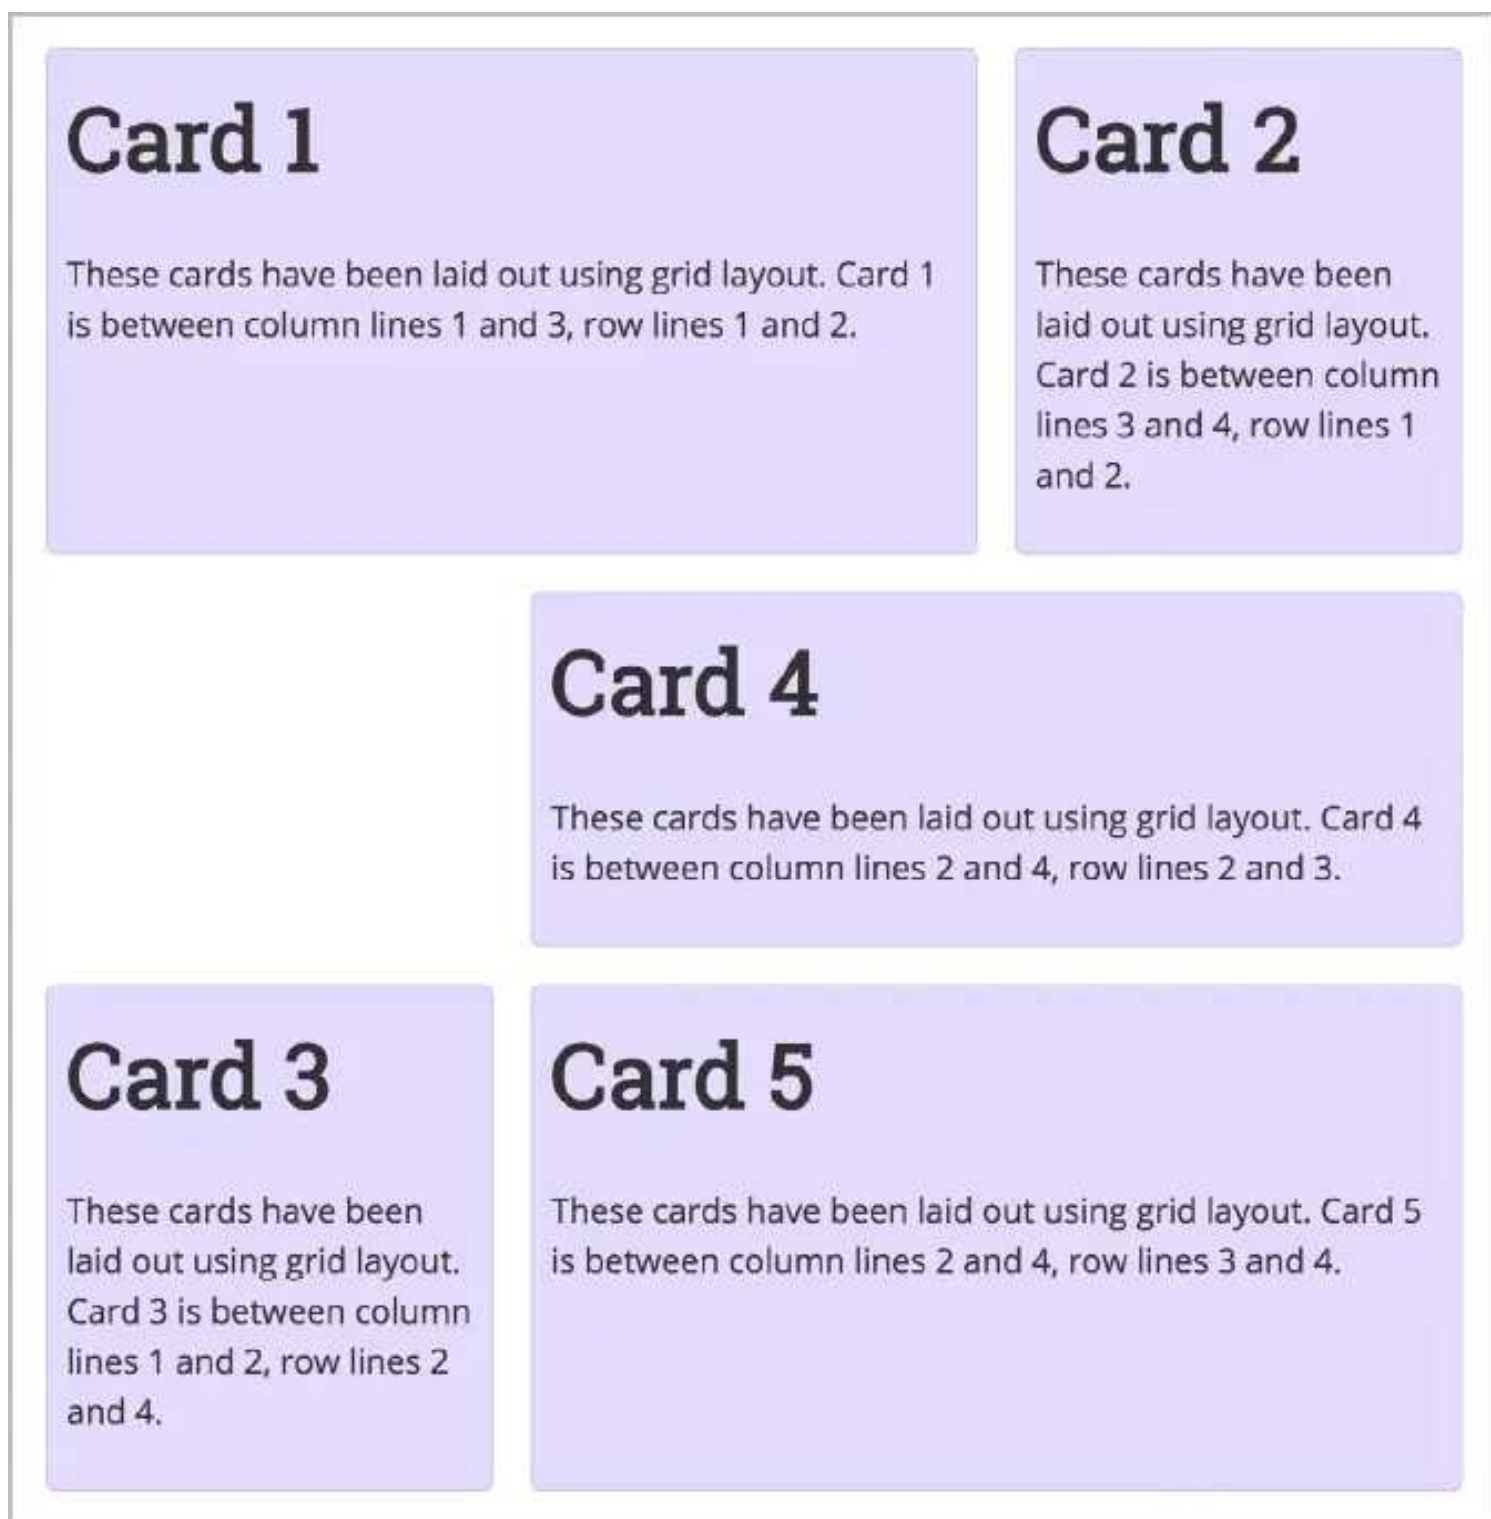 Card 1
These cards have been laid out using grid layout. Card 1
is between column lines 1 and 3, row lines 1 and 2.
Card 2
These cards have been
laid out using grid layout.
Card 2 is between column
lines 3 and 4, row lines 1
and 2.
Card 4
These cards have been laid out using grid layout. Card 4
is between column lines 2 and 4, row lines 2 and 3.
Card 3
These cards have been
laid out using grid layout.
Card 3 is between column
lines 1 and 2, row lines 2
and 4.
Card 5
These cards have been laid out using grid layout. Card 5
is between column lines 2 and 4, row lines 3 and 4.